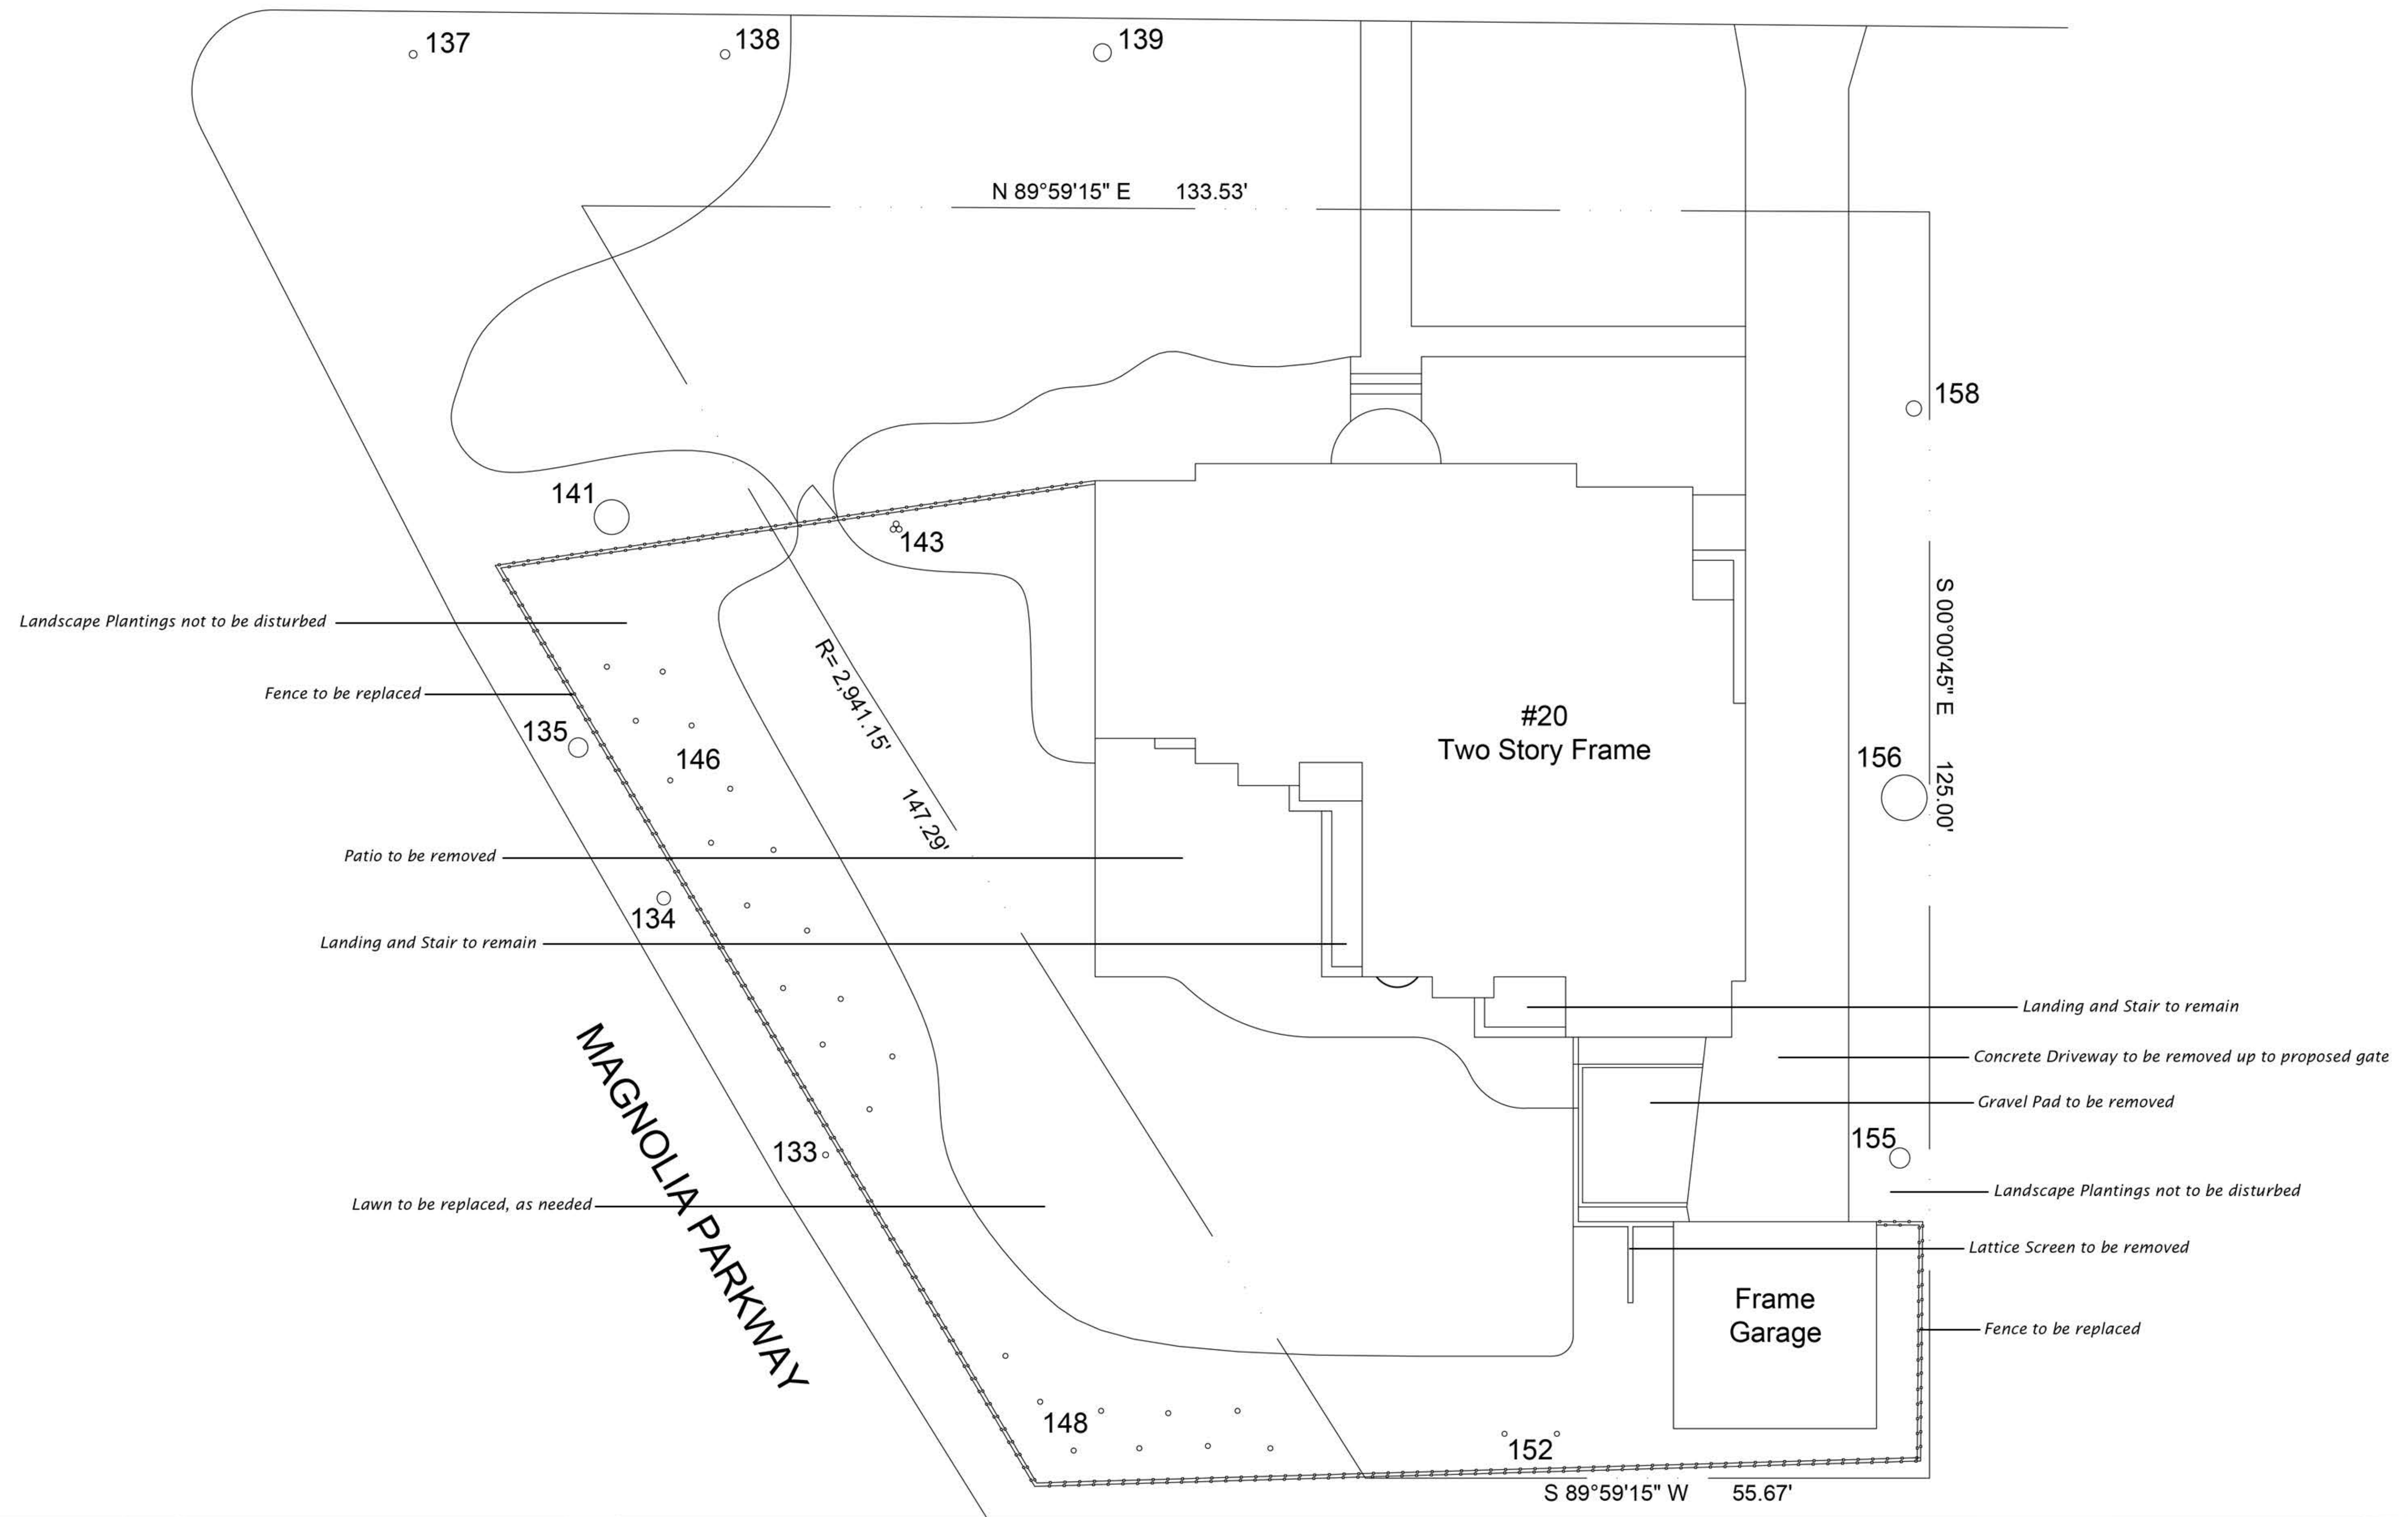 137
138
139
N 89°59'15" E 133.53'
158
141
143
Landscape Plantings not to be disturbed
S 00°00'45" E 125.00'
R= 2,941.15' 147.29'
Fence to be replaced
135
146
#20
Two Story Frame
156
Patio to be removed
134
Landing and Stair to remain
Landing and Stair to remain
Concrete Driveway to be removed up to proposed gate
Gravel Pad to be removed
MAGNOLIA PARKWAY
133
155
Landscape Plantings not to be disturbed
Lawn to be replaced, as needed
Lattice Screen to be removed
Frame
Garage
Fence to be replaced
148
152
S 89°59'15" W 55.67'